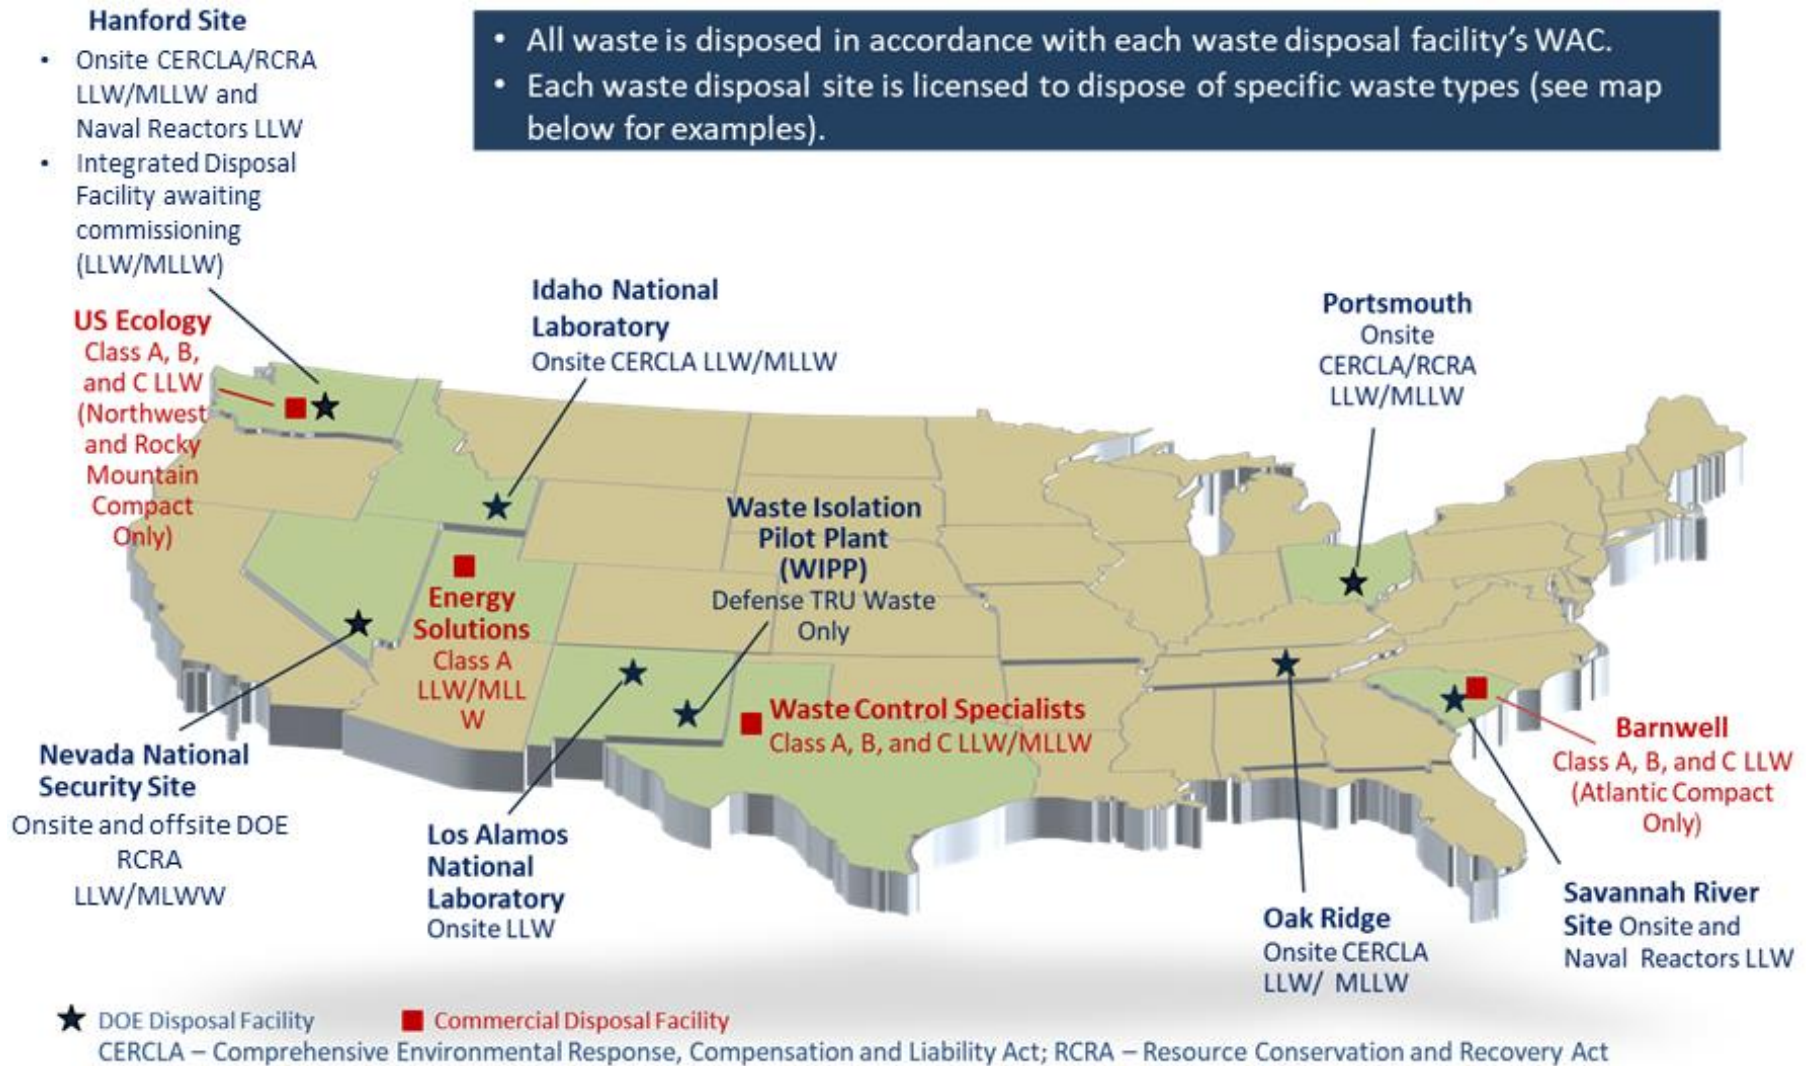 Hanford Site
• Onsite CERCLA/RCRA
LLW/MLLW and
Naval Reactors LLW
• Integrated Disposal
Facility awaiting
commissioning
(LLW/MLLW)
• All waste is disposed in accordance with each waste disposal facility's WAC.
• Each waste disposal site is licensed to dispose of specific waste types (see map
below for examples).
US Ecology
Class A, B,
and C LLW
(Northwest
and Rocky
Mountain
Compact
Only)
Idaho National
Laboratory
Onsite CERCLA LLW/MLLW
Portsmouth
Onsite
CERCLA/RCRA
LLW/MLLW
Waste Isolation
Pilot Plant
(WIPP)
Defense TRU Waste
Only
Energy
Solutions
Class A
LLW/MLL
W
Waste Control Specialists
Class A, B, and C LLW/MLLW
Barnwell
Class A, B, and C LLW
(Atlantic Compact
Only)
Nevada National
Security Site
Onsite and offsite DOE
RCRA
LLW/MLWW
Los Alamos
National
Laboratory
Onsite LLW
Oak Ridge
Onsite CERCLA
LLW/ MLLW
Savannah River
Site Onsite and
Naval Reactors LLW
DOE Disposal Facility
Commercial Disposal Facility
CERCLA – Comprehensive Environmental Response, Compensation and Liability Act; RCRA – Resource Conservation and Recovery Act